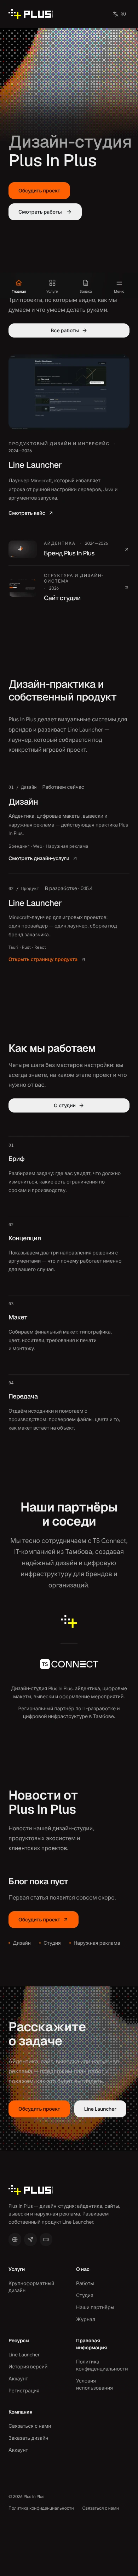 PLUS
RU
Дизайн-студия
Plus In Plus
Обсудить проект
Смотреть работы →
Главная
Услуги
Заявка
Меню
Три проекта, по которым видно, как мы
думаем и что умеем доводить руками.
Все работы →
ПРОДУКТОВЫЙ ДИЗАЙН И ИНТЕРФЕЙС
2024—2026
Line Launcher
Лаунчер Minecraft, который избавляет
игрока от ручной настройки серверов, Java и
аргументов запуска.
Смотреть кейс ↗
АЙДЕНТИКА 2024—2026
Бренд Plus In Plus
СТРУКТУРА И ДИЗАЙН-
СИСТЕМА
2026
Сайт студии
Дизайн-практика и
собственный продукт
Plus In Plus делает визуальные системы для
брендов и развивает Line Launcher —
лаунчер, который собирается под
конкретный игровой проект.
01 / Дизайн Работаем сейчас
Дизайн
Айдентика, цифровые макеты, вывески и
наружная реклама — действующая практика Plus
In Plus.
Брендинг · Web · Наружная реклама
Смотреть дизайн-услуги ↗
02 / Продукт В разработке · 0.15.4
Line Launcher
Minecraft-лаунчер для игровых проектов:
один провайдер — один лаунчер, сборка под
бренд заказчика.
Tauri · Rust · React
Открыть страницу продукта ↗
Как мы работаем
Четыре шага без мастерской мистики: вы
всегда знаете, на каком этапе проект и что
нужно от вас.
О студии →
01
Бриф
Разбираем задачу: где вас увидят, что должно
измениться, какие есть ограничения по
срокам и производству.
02
Концепция
Показываем два-три направления решения с
аргументами — что и почему работает именно
для вашего случая.
03
Макет
Собираем финальный макет: типографика,
цвет, носители, требования к печати
и монтажу.
04
Передача
Отдаём исходники и помогаем с
производством: проверяем файлы, цвета и то,
как макет встаёт на объект.
Наши партнёры
и соседи
Мы тесно сотрудничаем с TS Connect,
IT-компанией из Тамбова, создавая
надёжный дизайн и цифровую
инфраструктуру для брендов и
организаций.
TS CONNECT
Дизайн-студия Plus In Plus: айдентика, цифровые
макеты, вывески и оформление мероприятий.
Региональный партнёр по IT-разработке и
цифровой инфраструктуре в Тамбове.
Новости от
Plus In Plus
Новости нашей дизайн-студии,
продуктовых экосистем и
клиентских проектов.
Блог пока пуст
Первая статья появится совсем скоро.
Обсудить проект ↗
• Дизайн • Студия • Наружная реклама
Расскажите
о задаче
Айдентика, сайт, вывеска или наружная
Обсудить проект
Line Launcher
PLUS
Plus In Plus — дизайн-студия: айдентика, сайты,
вывески и наружная реклама. Развиваем
собственный продукт Line Launcher.
Услуги
Крупноформатный
дизайн
О нас
Работы
Студия
Наши партнёры
Журнал
Ресурсы
Line Launcher
История версий
Аккаунт
Регистрация
Правовая
информация
Политика
конфиденциальности
Условия
использования
Компания
Связаться с нами
Заказать дизайн
Аккаунт
© 2026 Plus In Plus
Политика конфиденциальности Связаться с нами